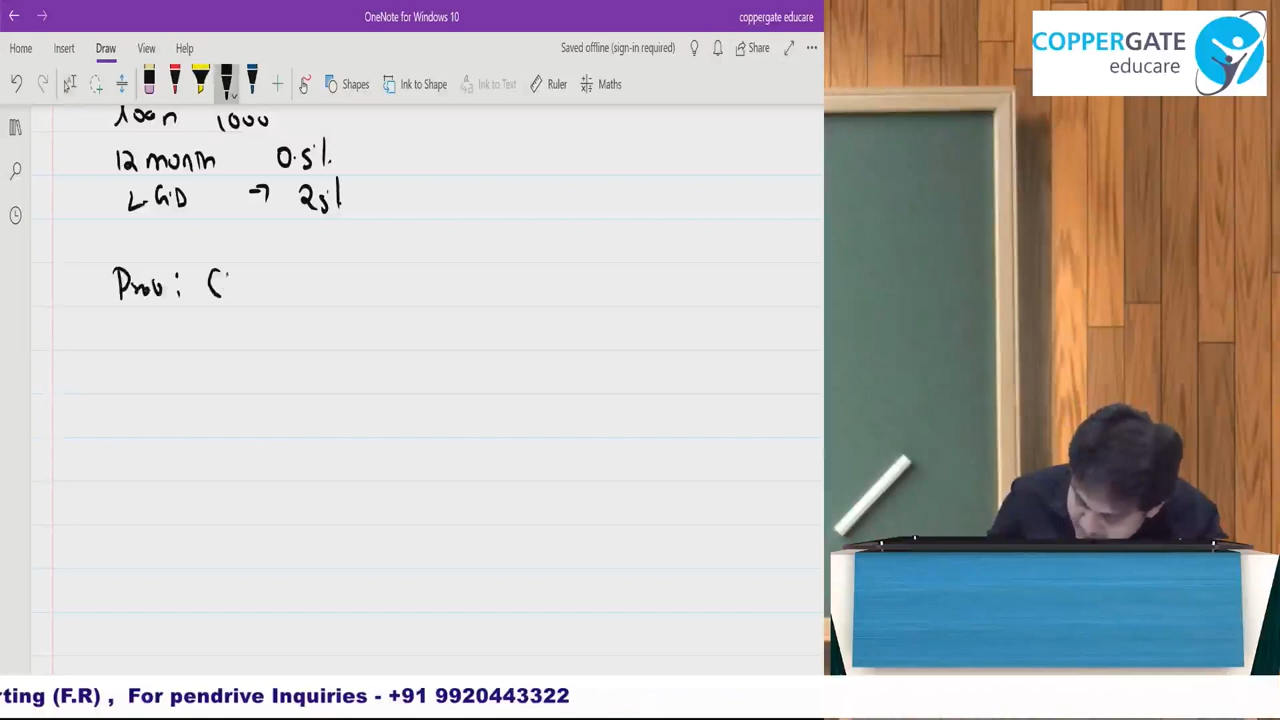 OneNote for Windows 10
coppergate educare
Home Insert Draw View Help
Saved offline (sign-in required)
Share
Shapes
Ink to Shape
Ink to Text
Ruler
Maths
COPPERGATE
educare
loan 1000
12 month 0.5%
LGD → 25%
Prov : (
rting (F.R) , For pendrive Inquiries - +91 9920443322